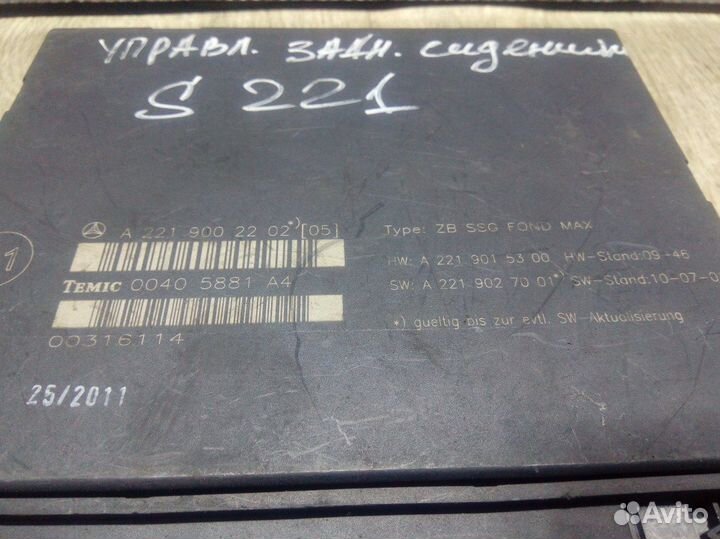 УПРАВЛ. ЗАДН. сидении
S 221
A 221 900 22 02*)[05]
TEMIC 0040 5881 A4
00316114
25/2011
1
Type: ZB SSG FOND MAX
HW: A 221 901 53 00 HW-Stand:09-46
SW: A 221 902 70 01*) SW-Stand:10-07-0
*) gueltig bis zur evtl. SW-Aktualisierung
Avito